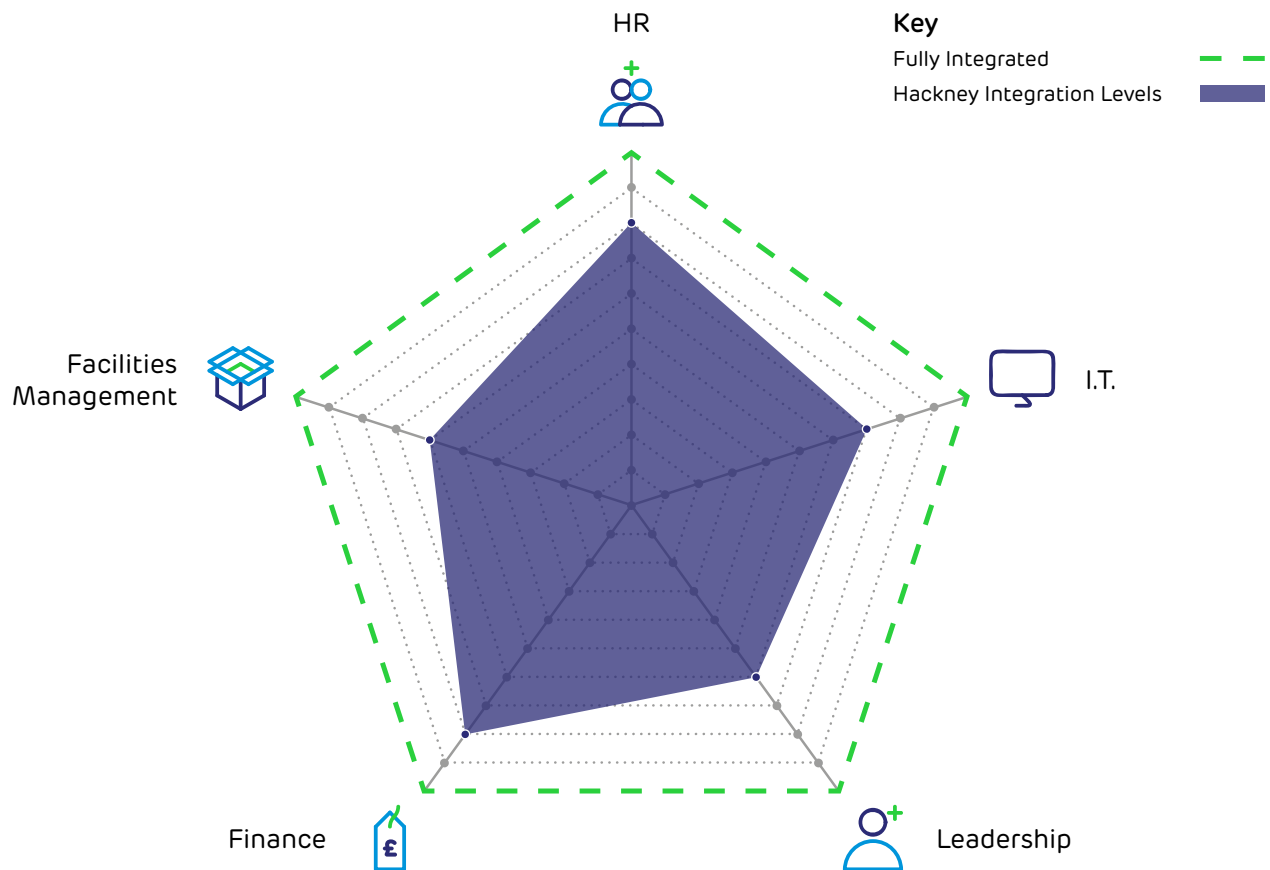 HR
Key
Fully Integrated
Hackney Integration Levels
Facilities
Management
I.T.
Finance
£
Leadership